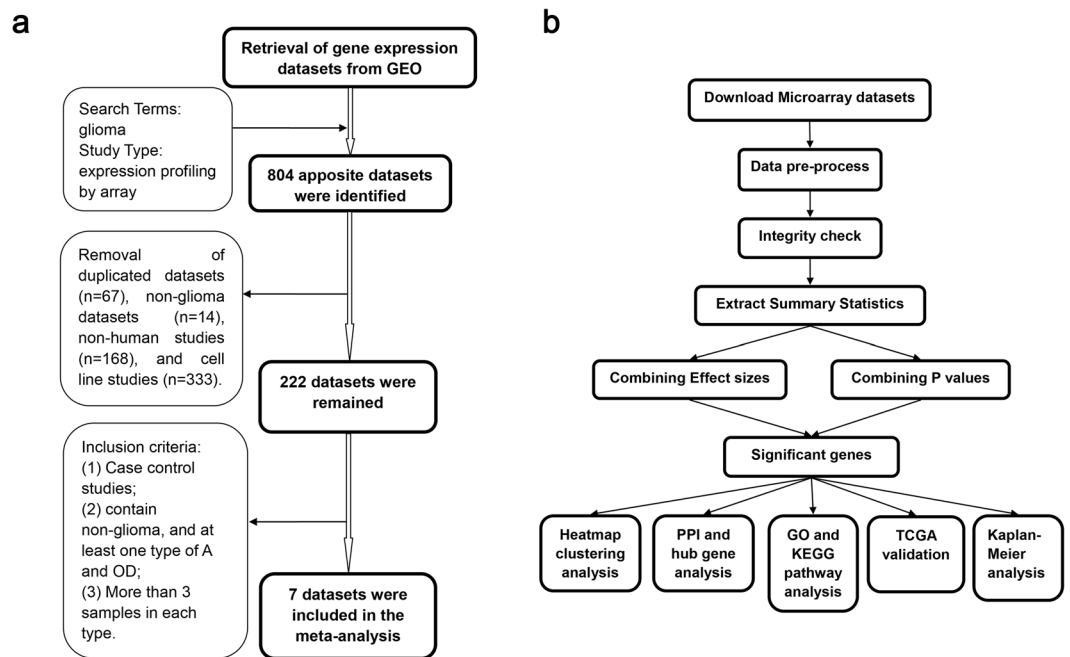 a
Retrieval of gene expression
datasets from GEO
Search Terms:
glioma
Study Type:
expression profiling
by array
804 apposite datasets
were identified
Removal of
duplicated datasets
(n=67), non-glioma
datasets (n=14),
non-human studies
(n=168), and cell
line studies (n=333).
222 datasets were
remained
Inclusion criteria:
(1) Case control
studies;
(2) contain
non-glioma, and at
least one type of A
and OD;
(3) More than 3
samples in each
type.
7 datasets were
included in the
meta-analysis
b
Download Microarray datasets
Data pre-process
Integrity check
Extract Summary Statistics
Combining Effect sizes
Combining P values
Significant genes
Heatmap
clustering
analysis
PPI and
hub gene
analysis
GO and
KEGG
pathway
analysis
TCGA
validation
Kaplan-
Meier
analysis